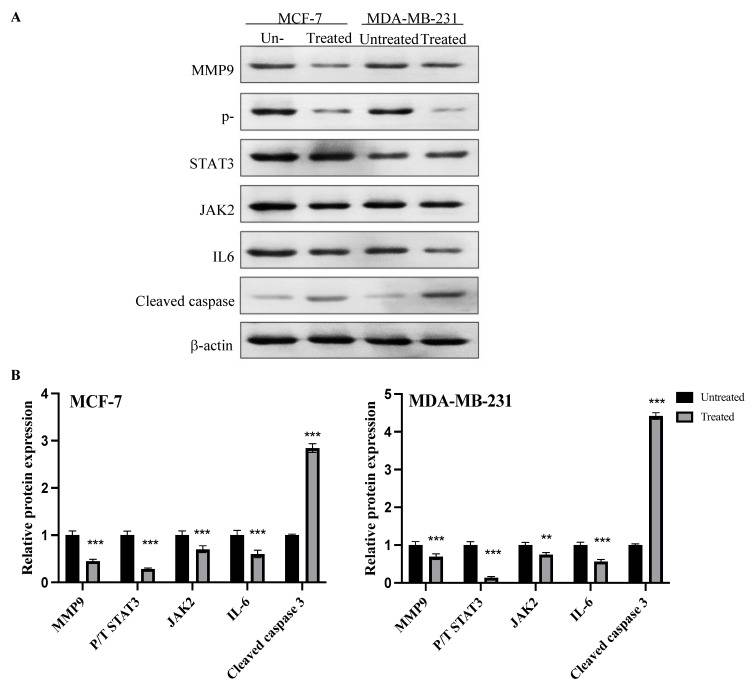 A
MCF-7 MDA-MB-231
Un- Treated Untreated Treated
MMP9
p-
STAT3
JAK2
IL6
Cleaved caspase
β-actin
B
MCF-7
Relative protein expression
4
3
2
1
0
***
***
***
***
***
MMP9
P/T STAT3
JAK2
IL-6
Cleaved caspase 3
MDA-MB-231
Relative protein expression
5
4
3
2
1
0
***
***
**
***
***
MMP9
P/T STAT3
JAK2
IL-6
Cleaved caspase 3
Untreated
Treated